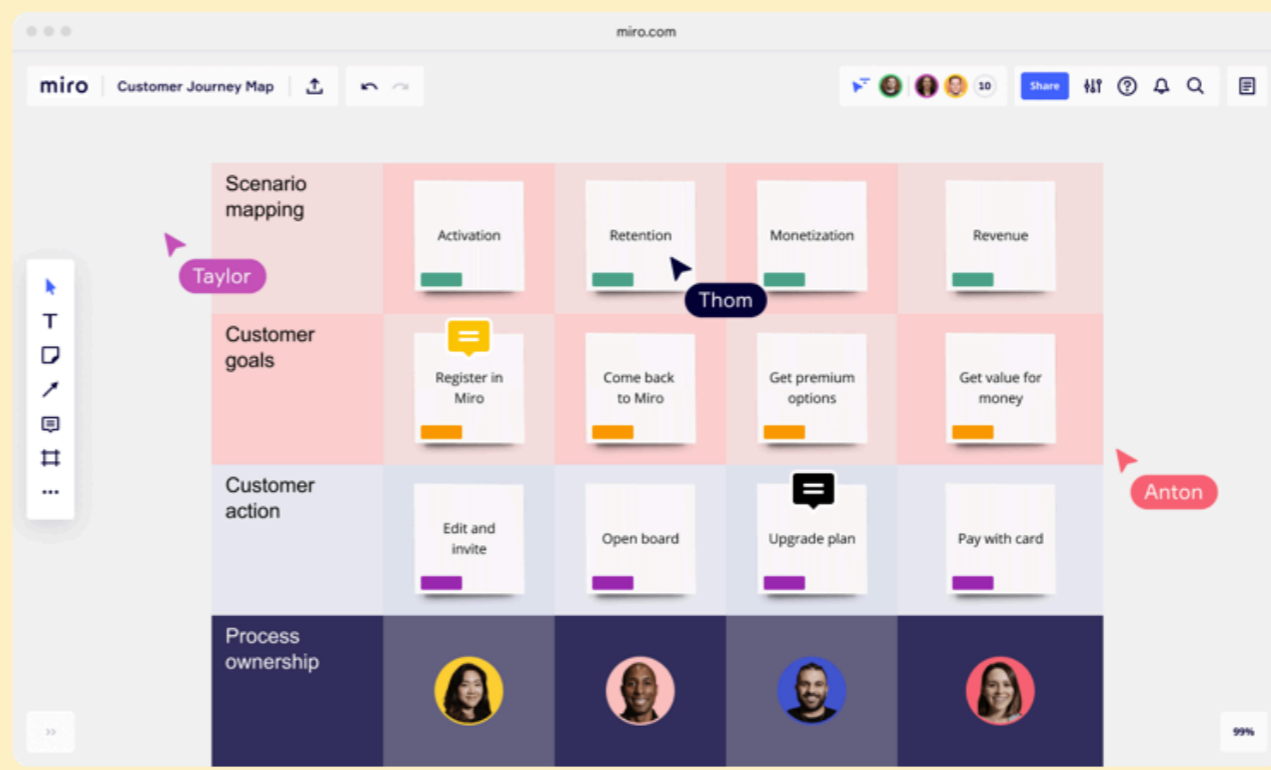 miro.com
miro
Customer Journey Map
10
Share
Scenario
mapping
Activation
Retention
Monetization
Revenue
Taylor
Thom
Customer
goals
Register in
Miro
Come back
to Miro
Get premium
options
Get value for
money
Anton
Customer
action
Edit and
invite
Open board
Upgrade plan
Pay with card
Process
ownership
99%